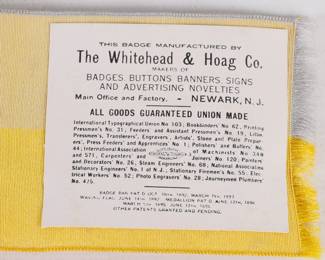 THIS BADGE MANUFACTURED BY
The Whitehead & Hoag Co.
MAKERS OF
BADGES, BUTTONS, BANNERS, SIGNS
AND ADVERTISING NOVELTIES
Main Office and Factory, - NEWARK, N. J.
ALL GOODS GUARANTEED UNION MADE
International Typographical Union No. 103; Bookbinders' No. 62; Printing
Pressmen's No. 31; Feeders and Assistant Pressmen's No. 19; Litho.
Pressmen's, Transferrers', Engravers, Artists', Stone and Plate Prepar-
ers, Press Feeders' and Apprentices No. 1; Polishers' and Buffers No.
44; International Association of Machinists No. 340
and 571, Carpenters' and Joiners' No. 120; Painters
and Decorators' No. 26; Steam Engineers' No. 68; National Association
Stationary Engineers' No. 1 of N. J.; Stationary Firemen's No. 55; Elec-
trical Workers No. 52; Photo Engravers' No. 28; Journeymen Plumbers'
No. 475.
BADGE PAR. PAT'D
OTHER PATENTS GRANTED AND PENDING.